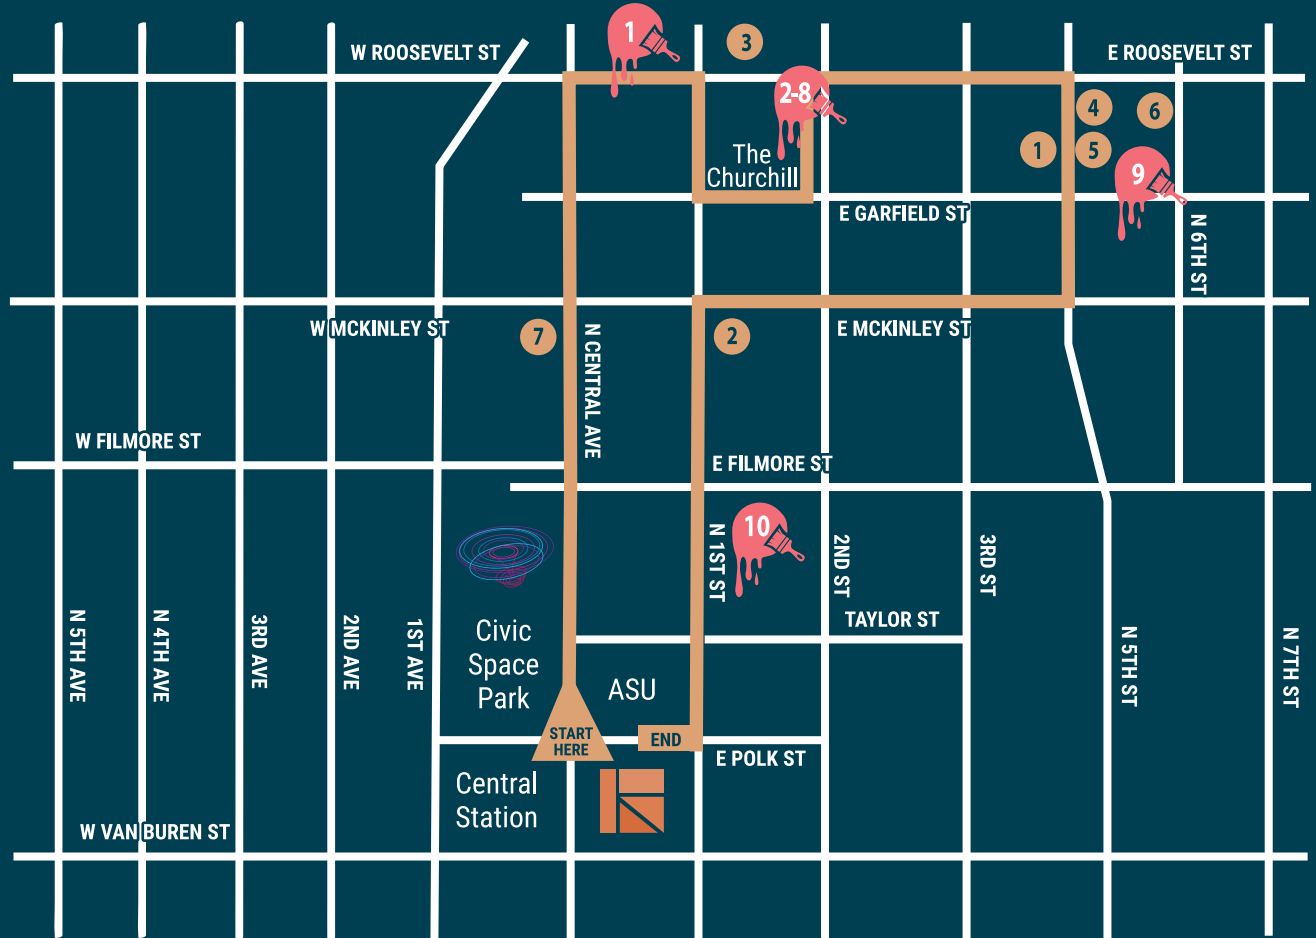 1
3
W ROOSEVELT ST
E ROOSEVELT ST
2-8
4
6
The
Churchill
1
5
9
E GARFIELD ST
N 6TH ST
W MCKINLEY ST
7
N CENTRAL AVE
2
E MCKINLEY ST
W FILMORE ST
E FILMORE ST
10
N 1ST ST
2ND ST
3RD ST
N 5TH AVE
N 4TH AVE
3RD AVE
2ND AVE
1ST AVE
Civic
Space
Park
TAYLOR ST
N 5TH ST
N 7TH ST
ASU
START
HERE
END
E POLK ST
Central
Station
W VAN BUREN ST